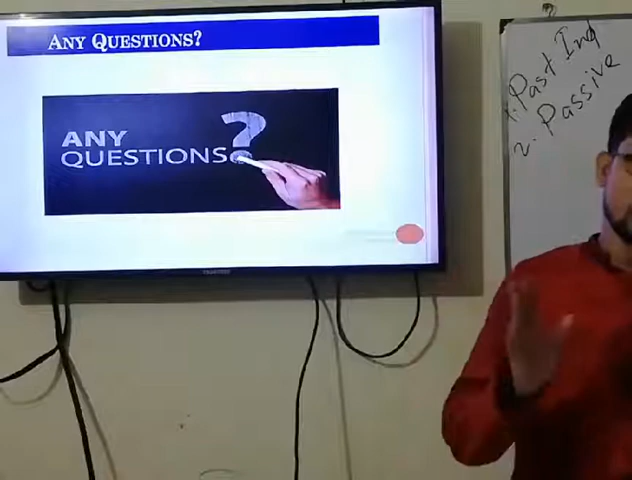 ANY QUESTIONS?
ANY
QUESTIONS?
1. Past Ind
2. Passive